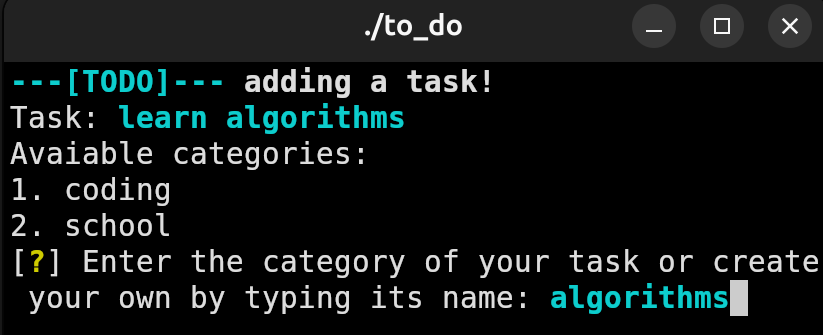 ./to_do
---[TODO]--- adding a task!
Task: learn algorithms
Avaiable categories:
1. coding
2. school
[?] Enter the category of your task or create
your own by typing its name: algorithms